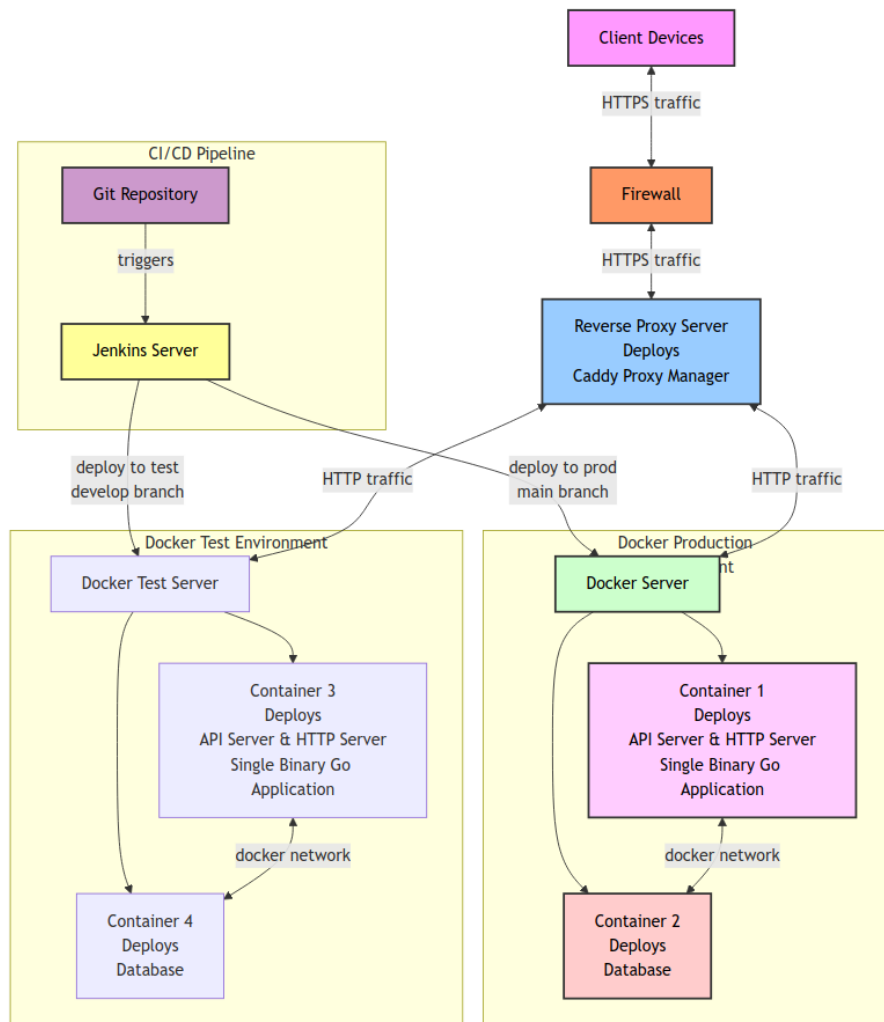 Client Devices
HTTPS traffic
CI/CD Pipeline
Git Repository
Firewall
triggers
HTTPS traffic
Jenkins Server
Reverse Proxy Server
Deploys
Caddy Proxy Manager
deploy to test
develop branch
HTTP traffic
deploy to prod
main branch
HTTP traffic
Docker Test Environment
Docker Test Server
Docker Production
nt
Docker Server
Container 3
Deploys
API Server & HTTP Server
Single Binary Go
Application
Container 1
Deploys
API Server & HTTP Server
Single Binary Go
Application
docker network
docker network
Container 4
Deploys
Database
Container 2
Deploys
Database